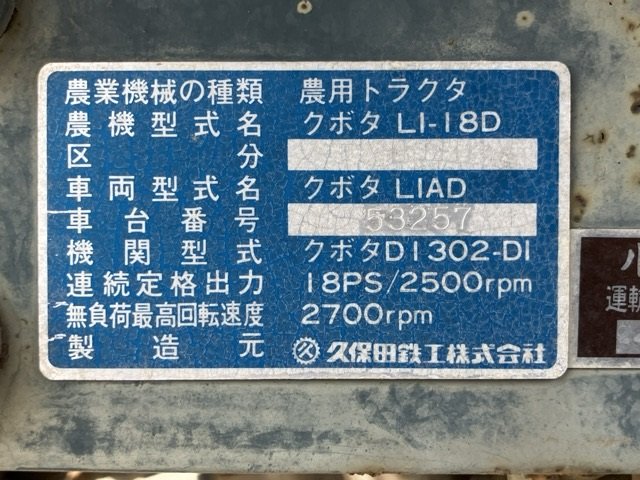 農業機械の種類 農用トラクタ
農機型式名 クボタ L1-18D
区分
車両型式名 クボタ L1AD
車台番号 53257
機関型式 クボタD1302-D1
連続定格出力 18PS/2500rpm
無負荷最高回転速度 2700rpm
製造元 久保田鉄工株式会社
小
運輸